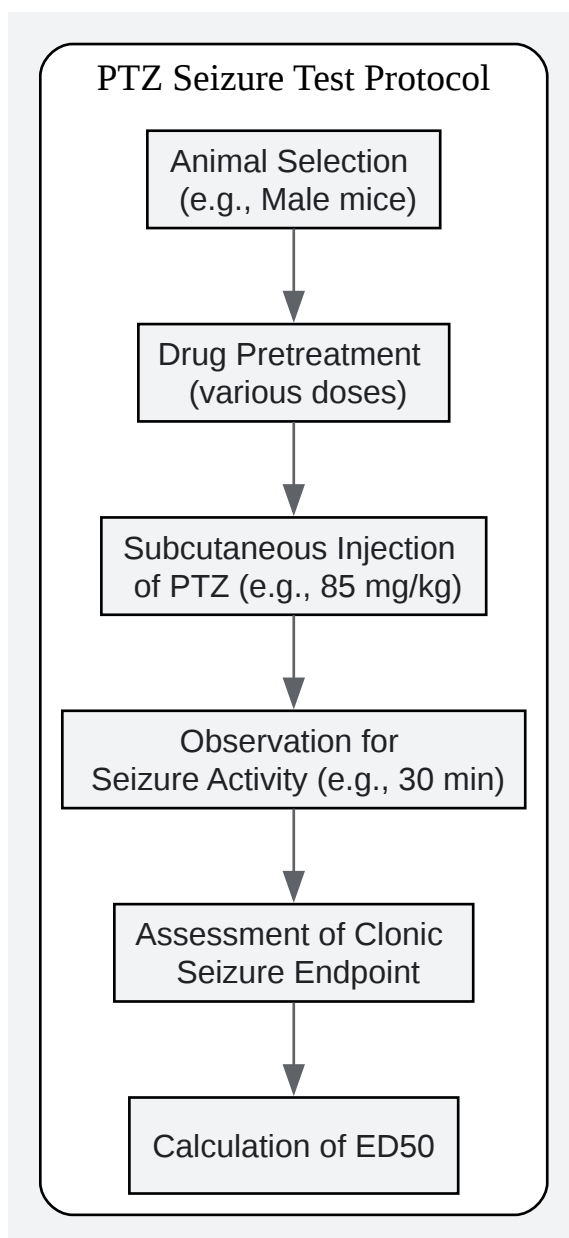 PTZ Seizure Test Protocol
Animal Selection
(e.g., Male mice)
Drug Pretreatment
(various doses)
Subcutaneous Injection
of PTZ (e.g., 85 mg/kg)
Observation for
Seizure Activity (e.g., 30 min)
Assessment of Clonic
Seizure Endpoint
Calculation of ED50